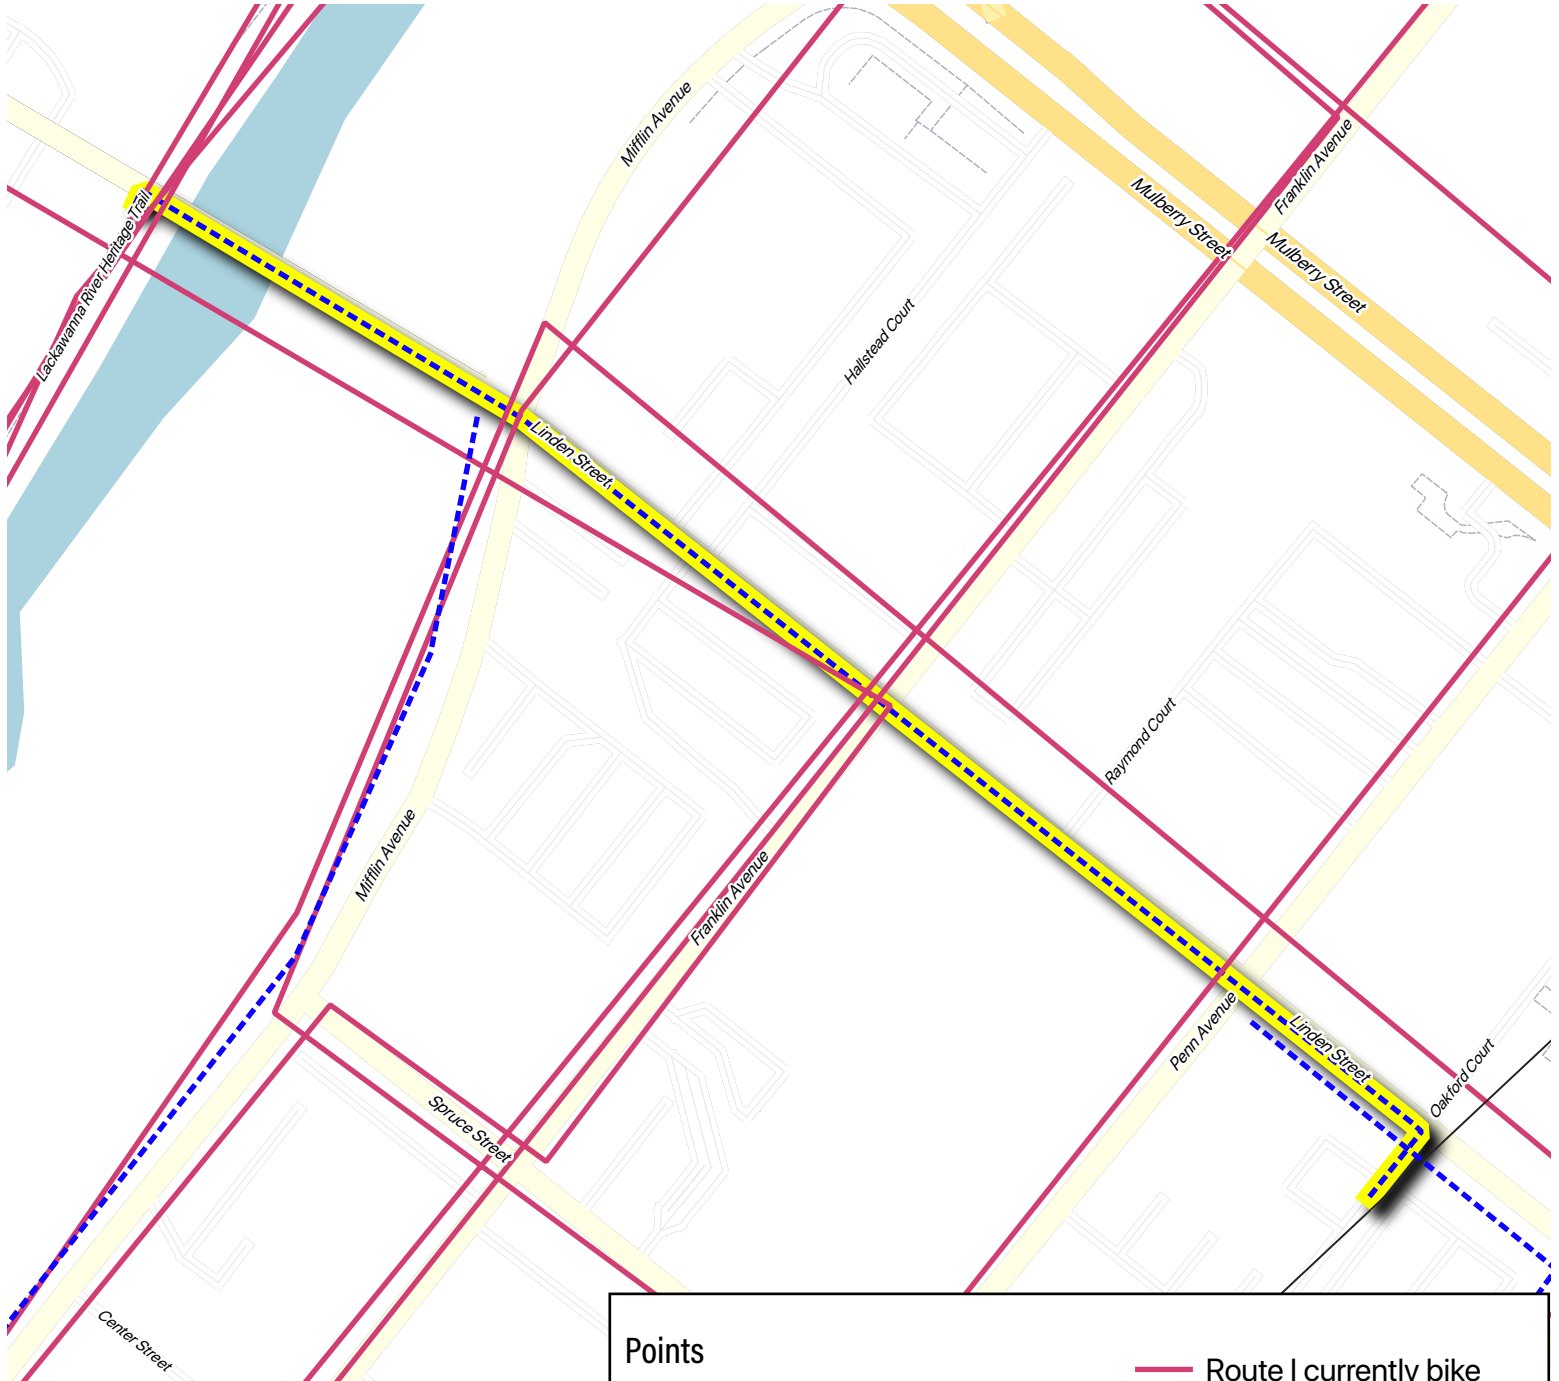 Mifflin Avenue
Franklin Avenue
Mulberry Street
Mulberry Street
Lackawanna River Heritage Trail
Hallstead Court
Linden Street
Raymond Court
Mifflin Avenue
Franklin Avenue
Penn Avenue
Linden Street
Oakford Court
Spruce Street
Center Street
Points
Route I currently bike